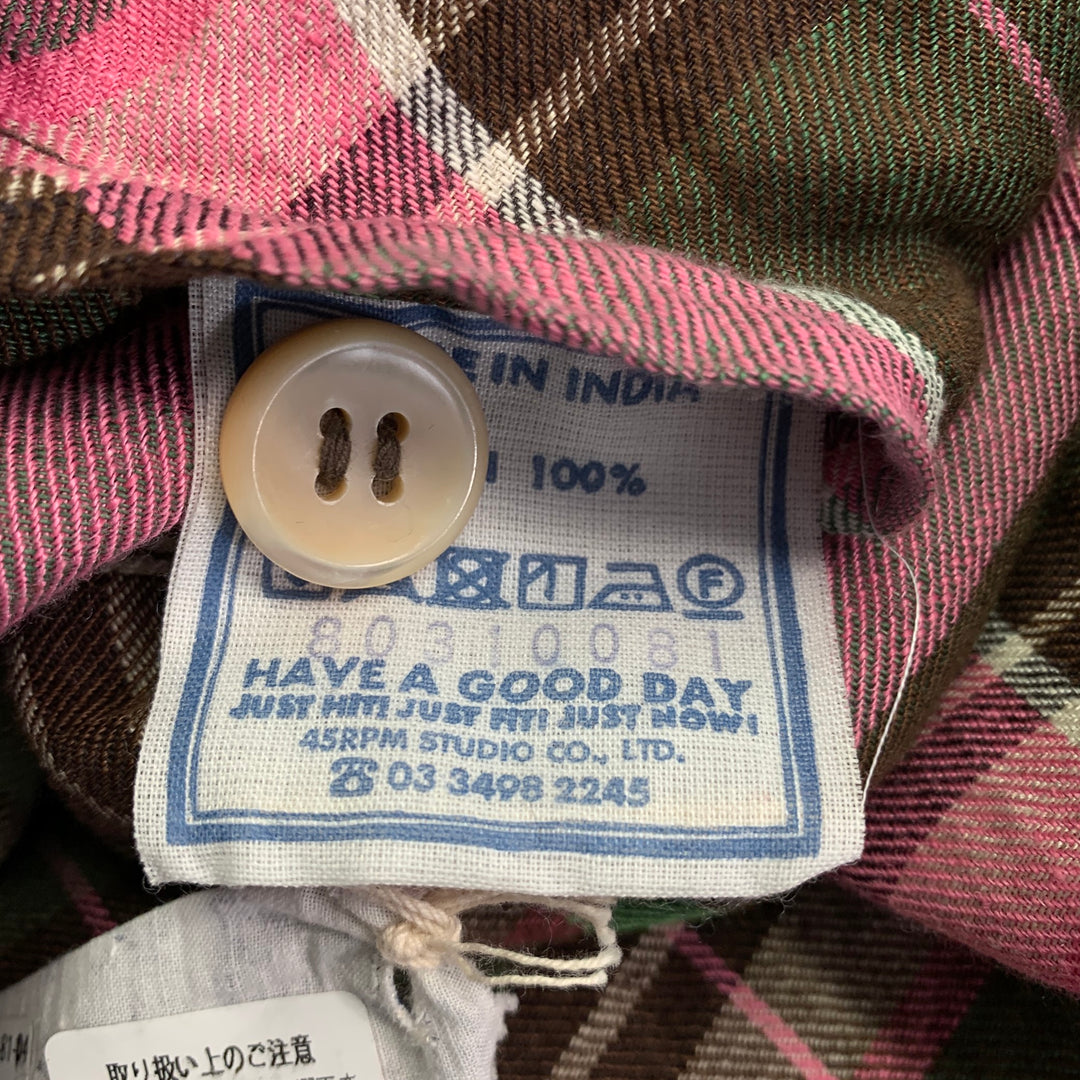 E IN INDIA
100%
F
80310081
HAVE A GOOD DAY
JUST HIT! JUST FIT! JUST NOW!
45RPM STUDIO CO., LTD.
☎ 03 3498 2245
取り扱い上のご注意